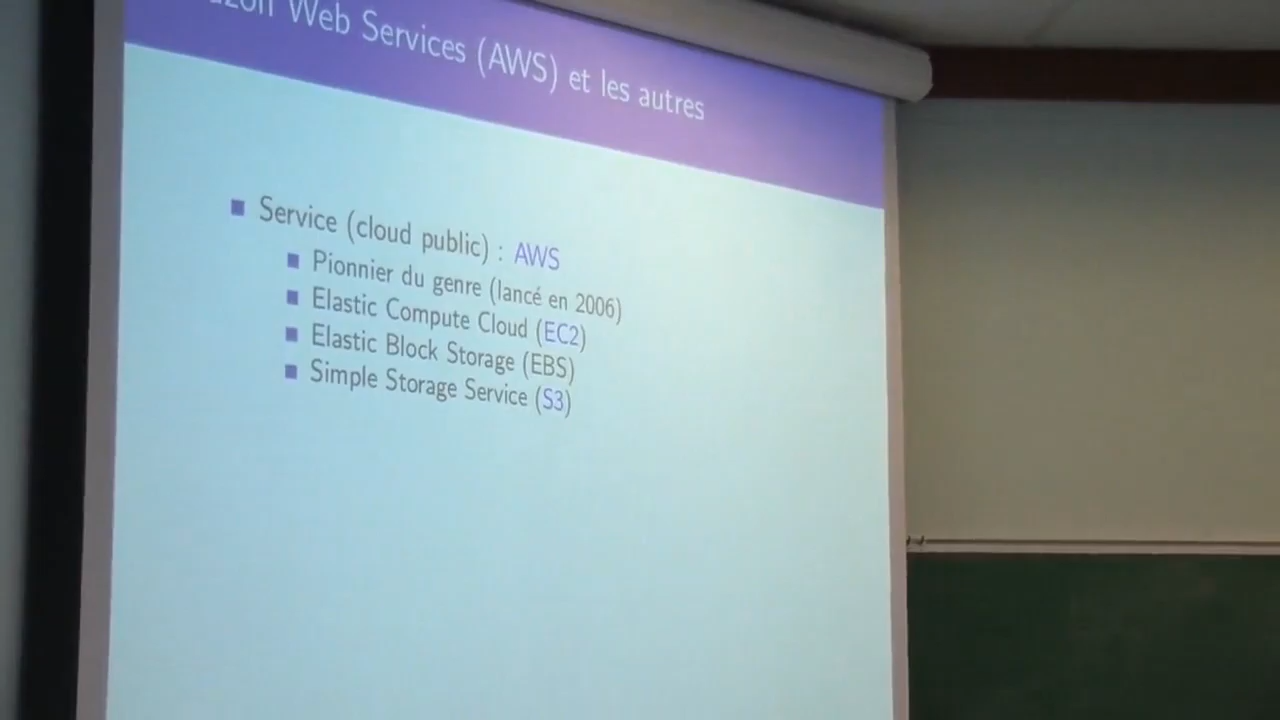 Web Services (AWS) et les autres
Service (cloud public) : AWS
Pionnier du genre (lancé en 2006)
Elastic Compute Cloud (EC2)
Elastic Block Storage (EBS)
Simple Storage Service (S3)